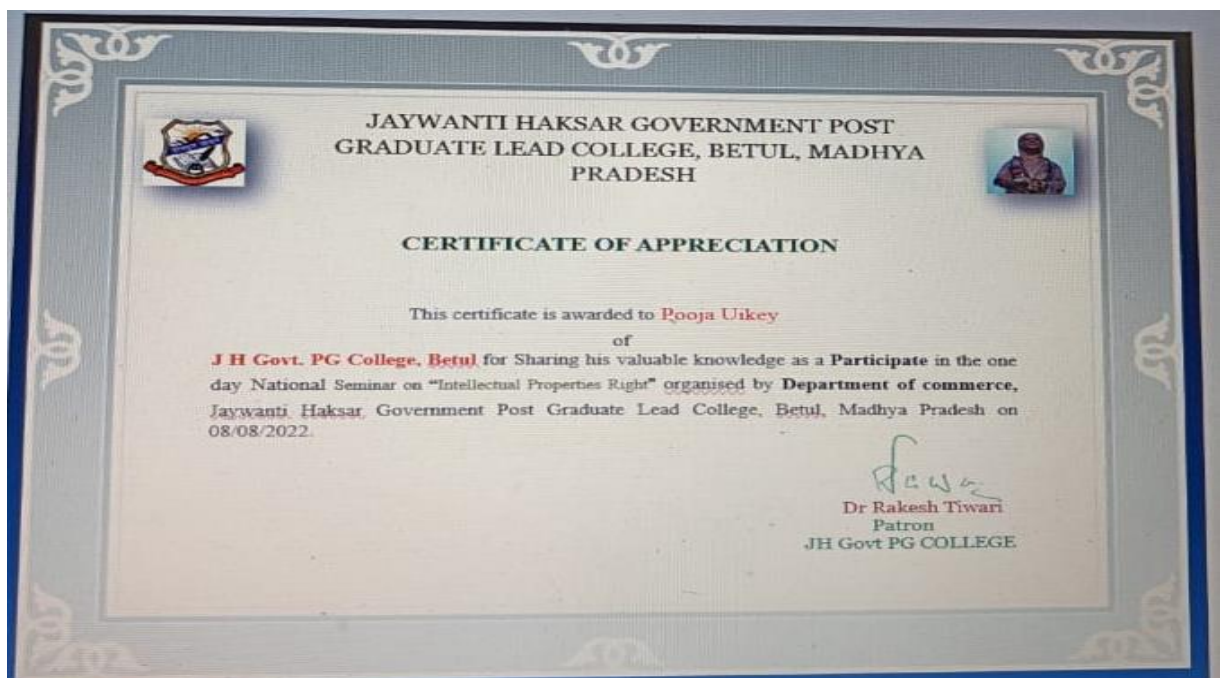 JAYWANTI HAKSAR GOVERNMENT POST
GRADUATE LEAD COLLEGE, BETUL, MADHYA
PRADESH
CERTIFICATE OF APPRECIATION
This certificate is awarded to Pooja Uikey
of
J H Govt. PG College, Betul for Sharing his valuable knowledge as a Participate in the one
day National Seminar on “Intellectual Properties Right” organised by Department of commerce,
Jaywanti Haksar Government Post Graduate Lead College, Betul, Madhya Pradesh on
08/08/2022.
Dr Rakesh Tiwari
Patron
JH Govt PG COLLEGE